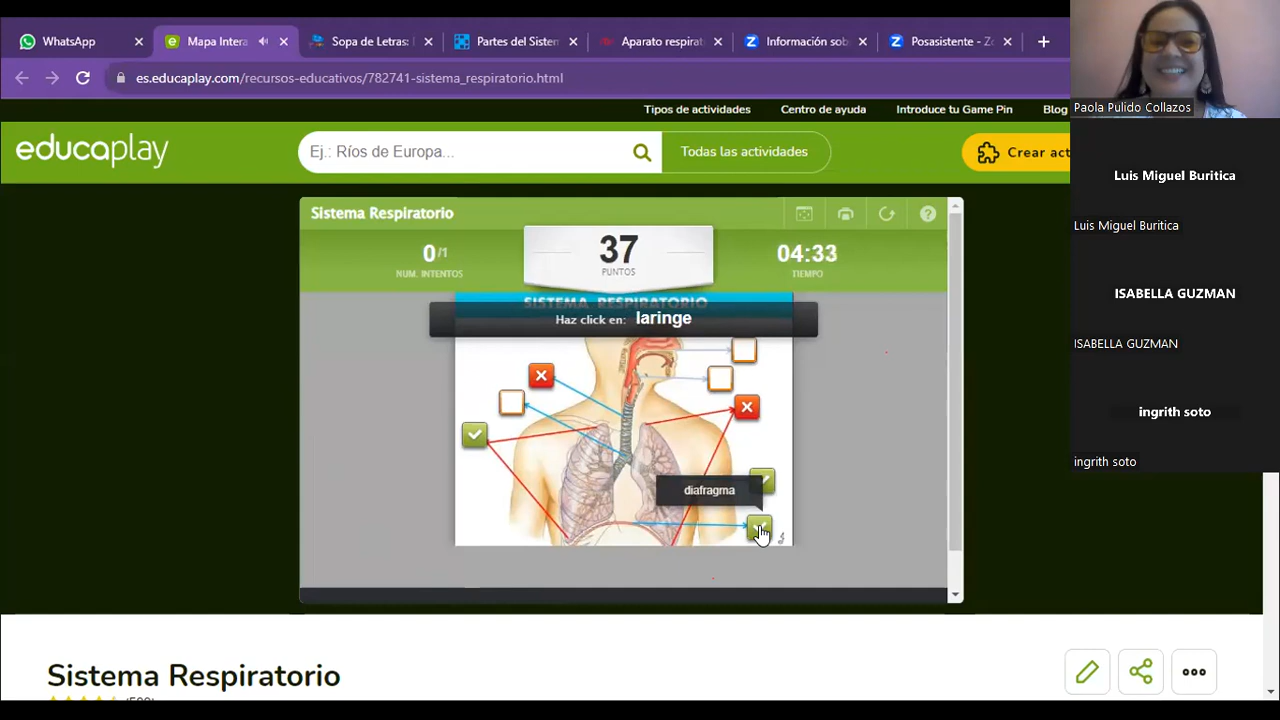 WhatsApp
Mapa Intera
Sopa de Letras:
Partes del Sistem
Aparato respirat
Información sob
Posasistente - Z
es.educaplay.com/recursos-educativos/782741-sistema_respiratorio.html
Paola Pulido Collazos
Tipos de actividades
Centro de ayuda
Introduce tu Game Pin
Blog
educaplay
Ej.: Ríos de Europa...
Todas las actividades
Crear act
Luis Miguel Buritica
Luis Miguel Buritica
ISABELLA GUZMAN
ISABELLA GUZMAN
ingrith soto
ingrith soto
Sistema Respiratorio
0/1
NUM. INTENTOS
37
PUNTOS
04:33
TIEMPO
SISTEMA RESPIRATORIO
Haz click en: laringe
diafragma
Sistema Respiratorio